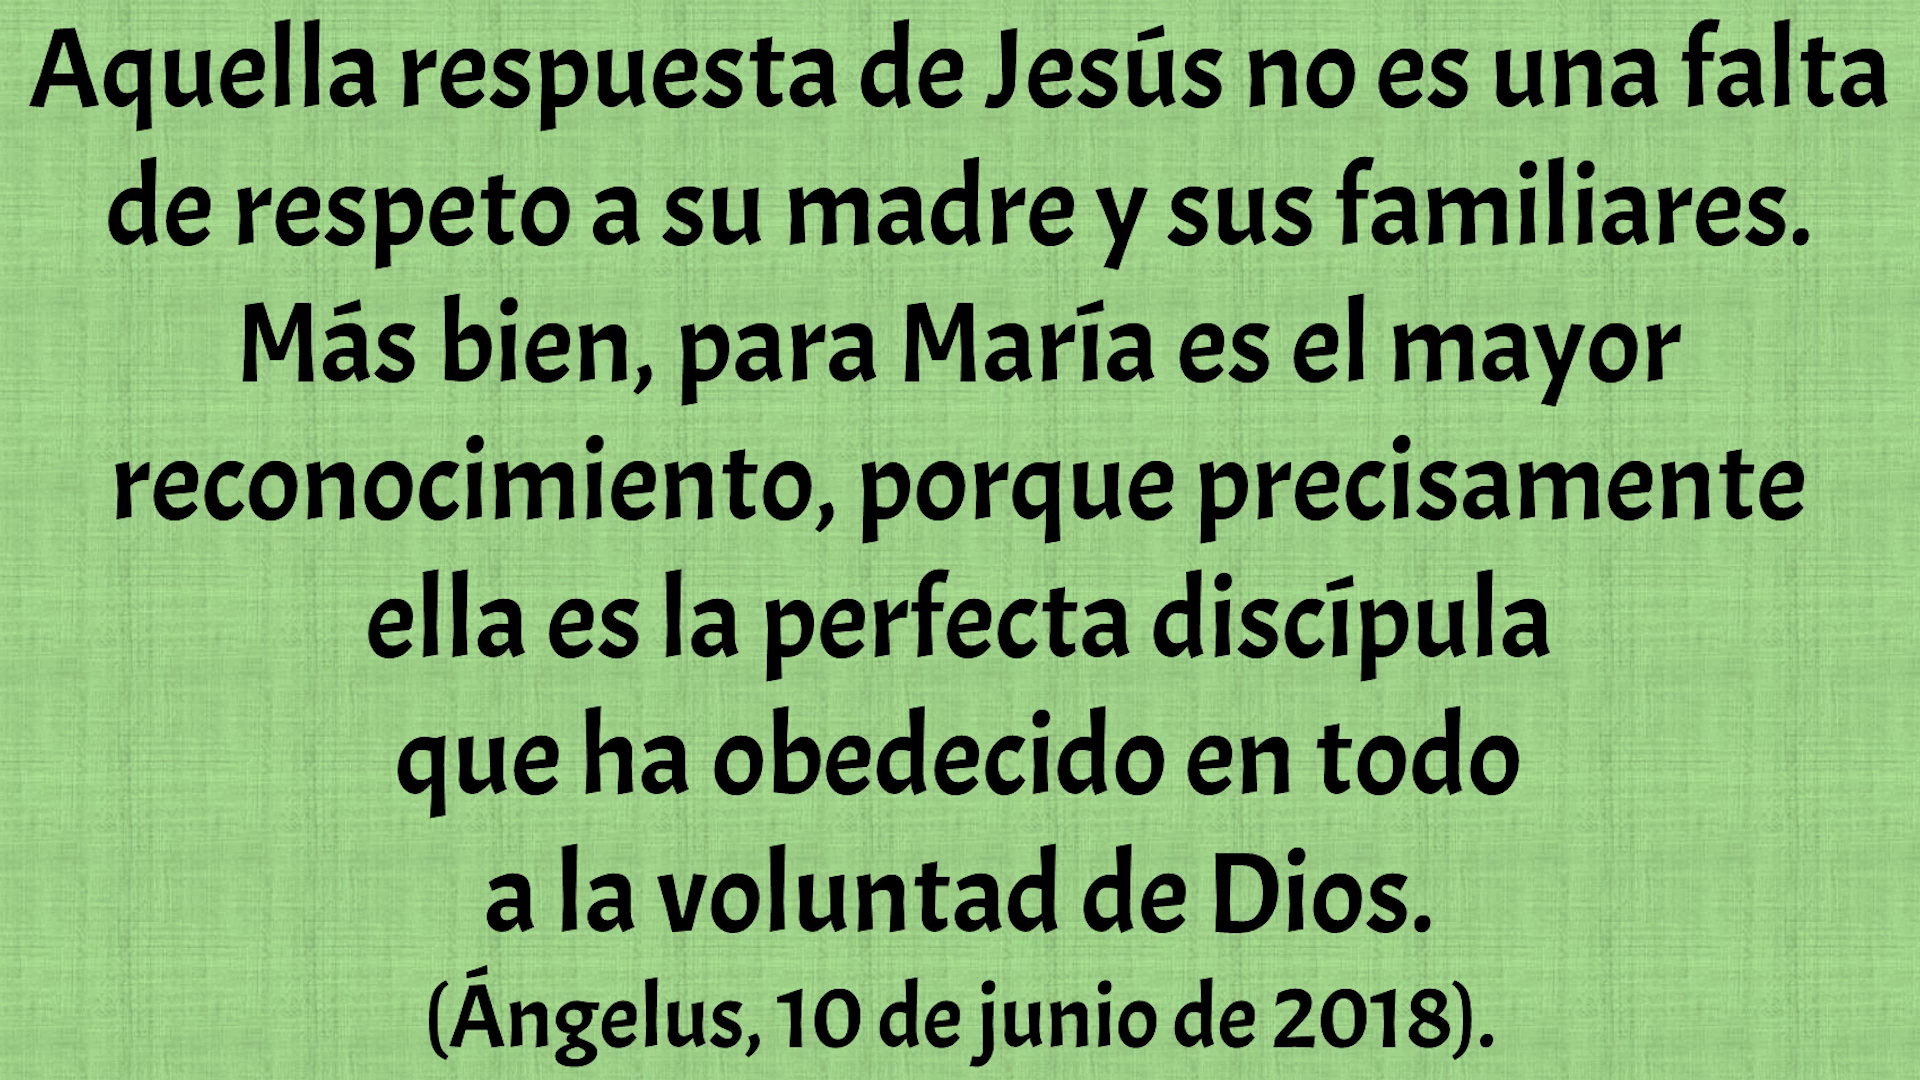 Aquella respuesta de Jesús no es una falta
de respeto a su madre y sus familiares.
Más bien, para María es el mayor
reconocimiento, porque precisamente
ella es la perfecta discípula
que ha obedecido en todo
a la voluntad de Dios.
(Ángelus, 10 de junio de 2018).